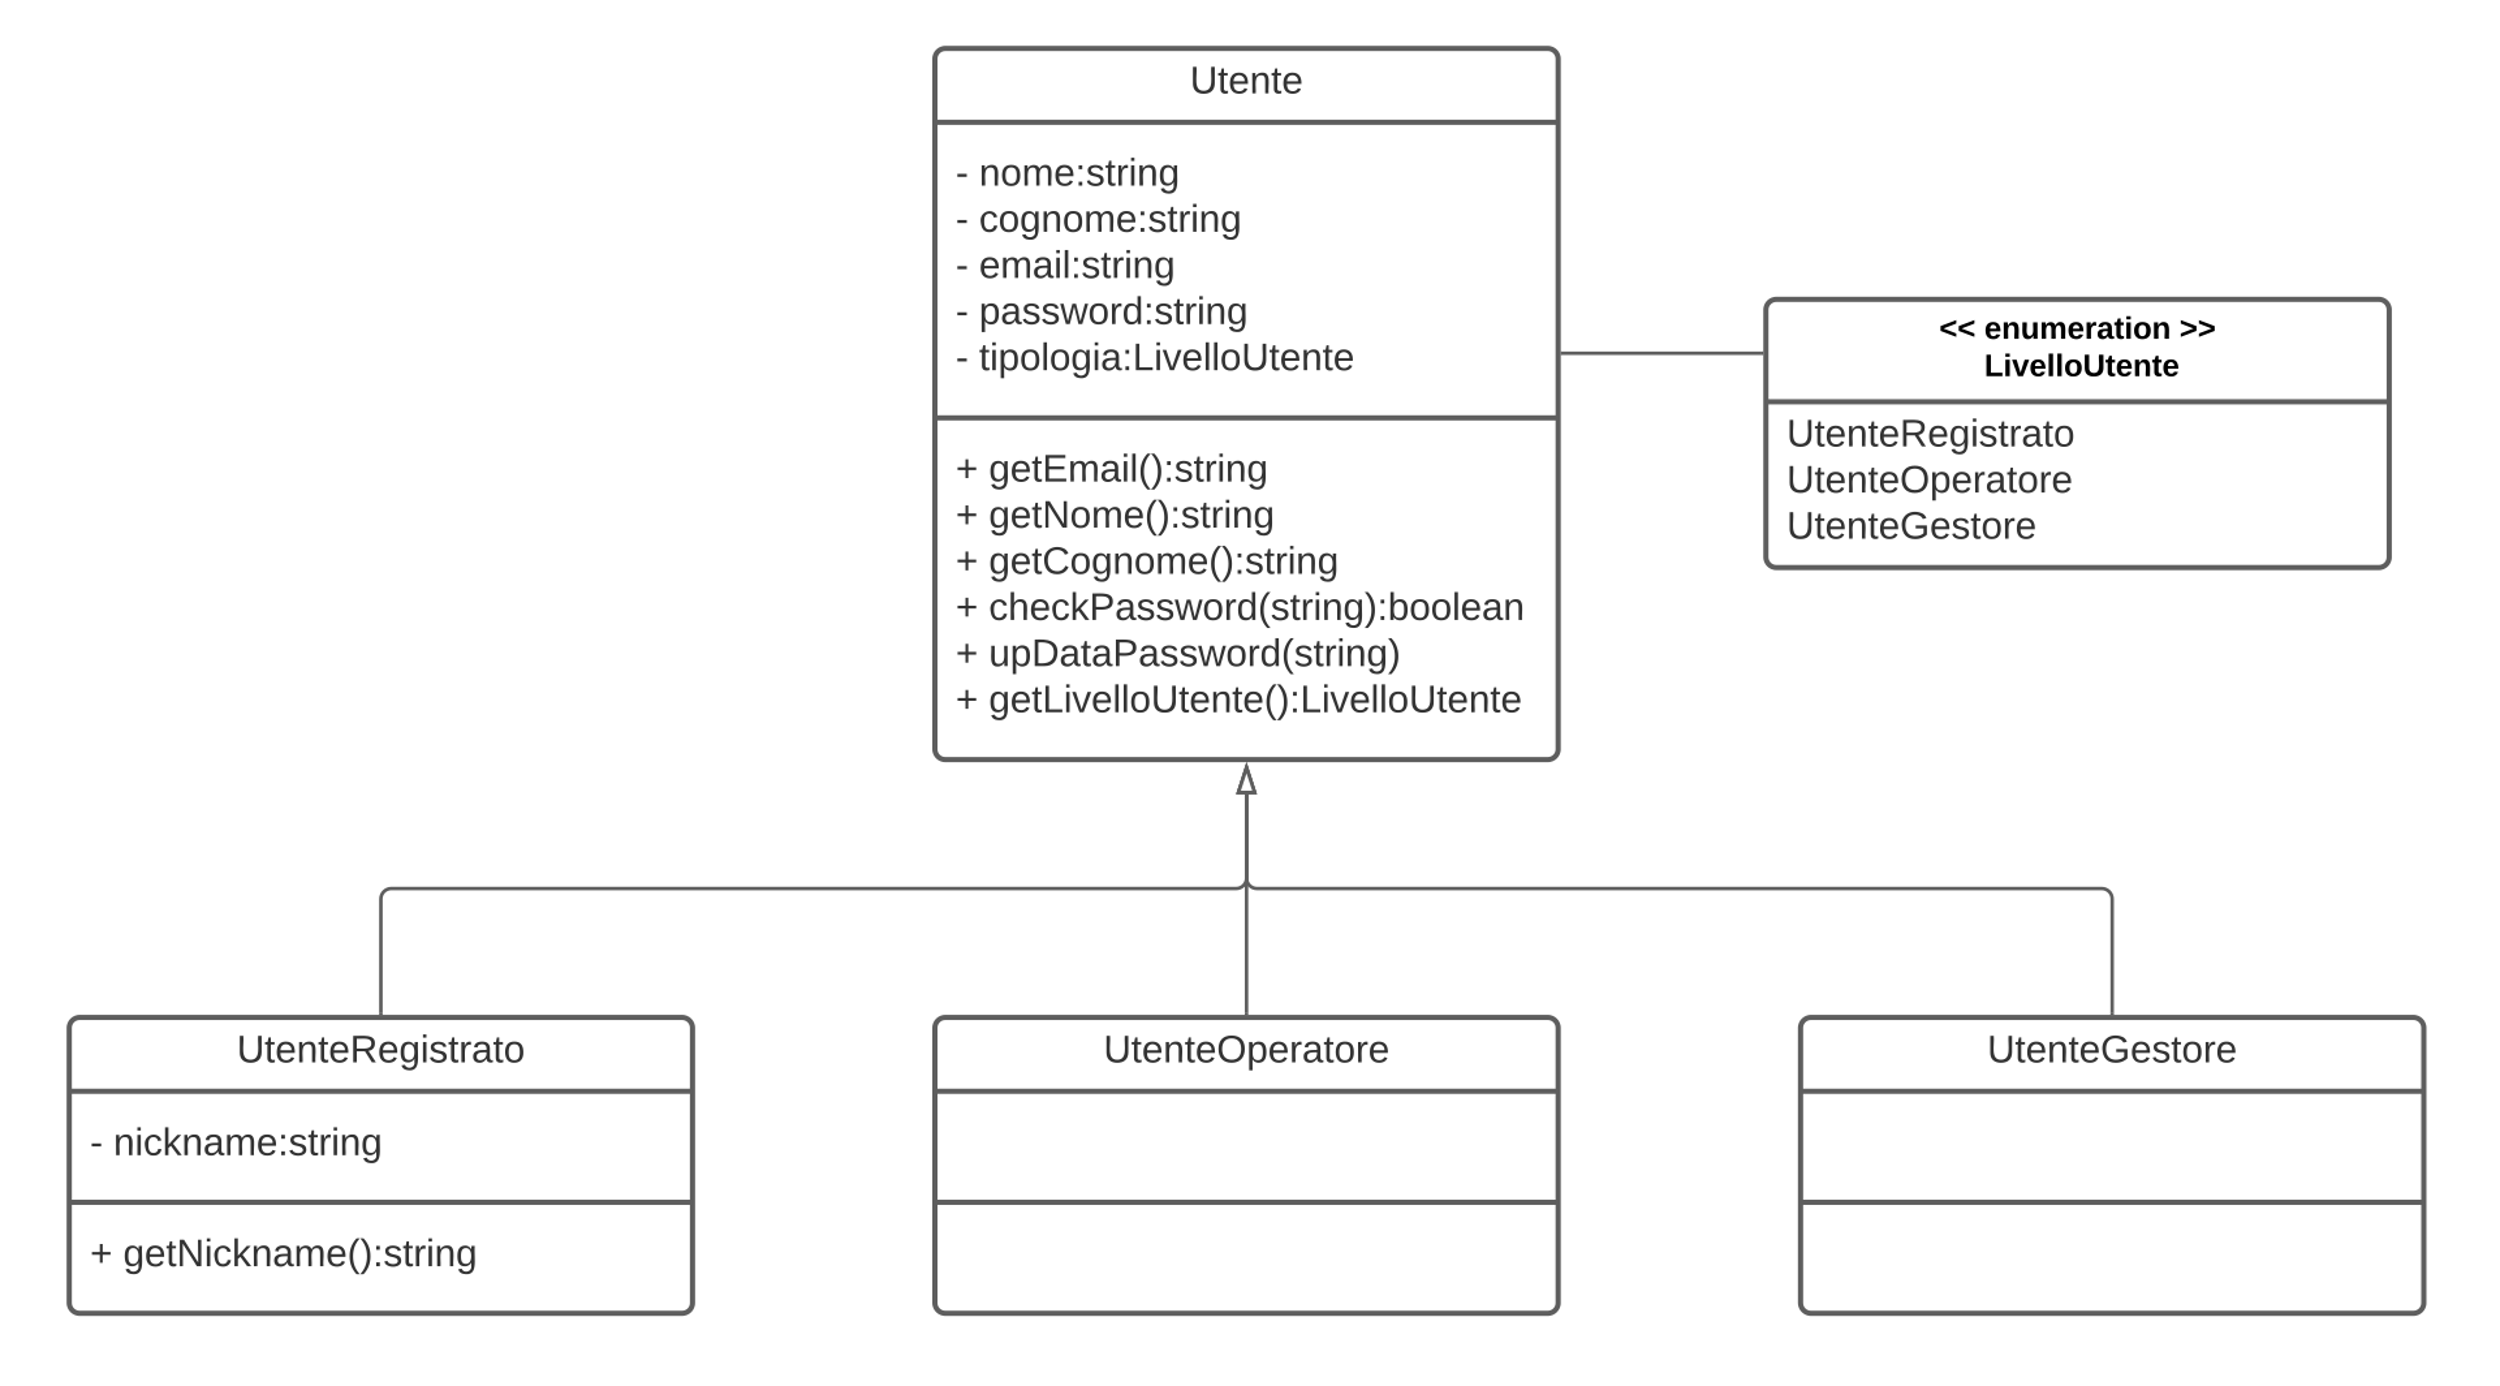 Utente
- nome:string
- cognome:string
- email:string
- password:string
- tipologia:LivelloUtente
+ getEmail():string
+ getNome():string
+ getCognome():string
+ checkPassword(string):boolean
+ upDataPassword(string)
+ getLivelloUtente():LivelloUtente
<< enumeration >>
LivelloUtente
UtenteRegistrato
UtenteOperatore
UtenteGestore
UtenteRegistrato
- nickname:string
+ getNickname():string
UtenteOperatore
UtenteGestore